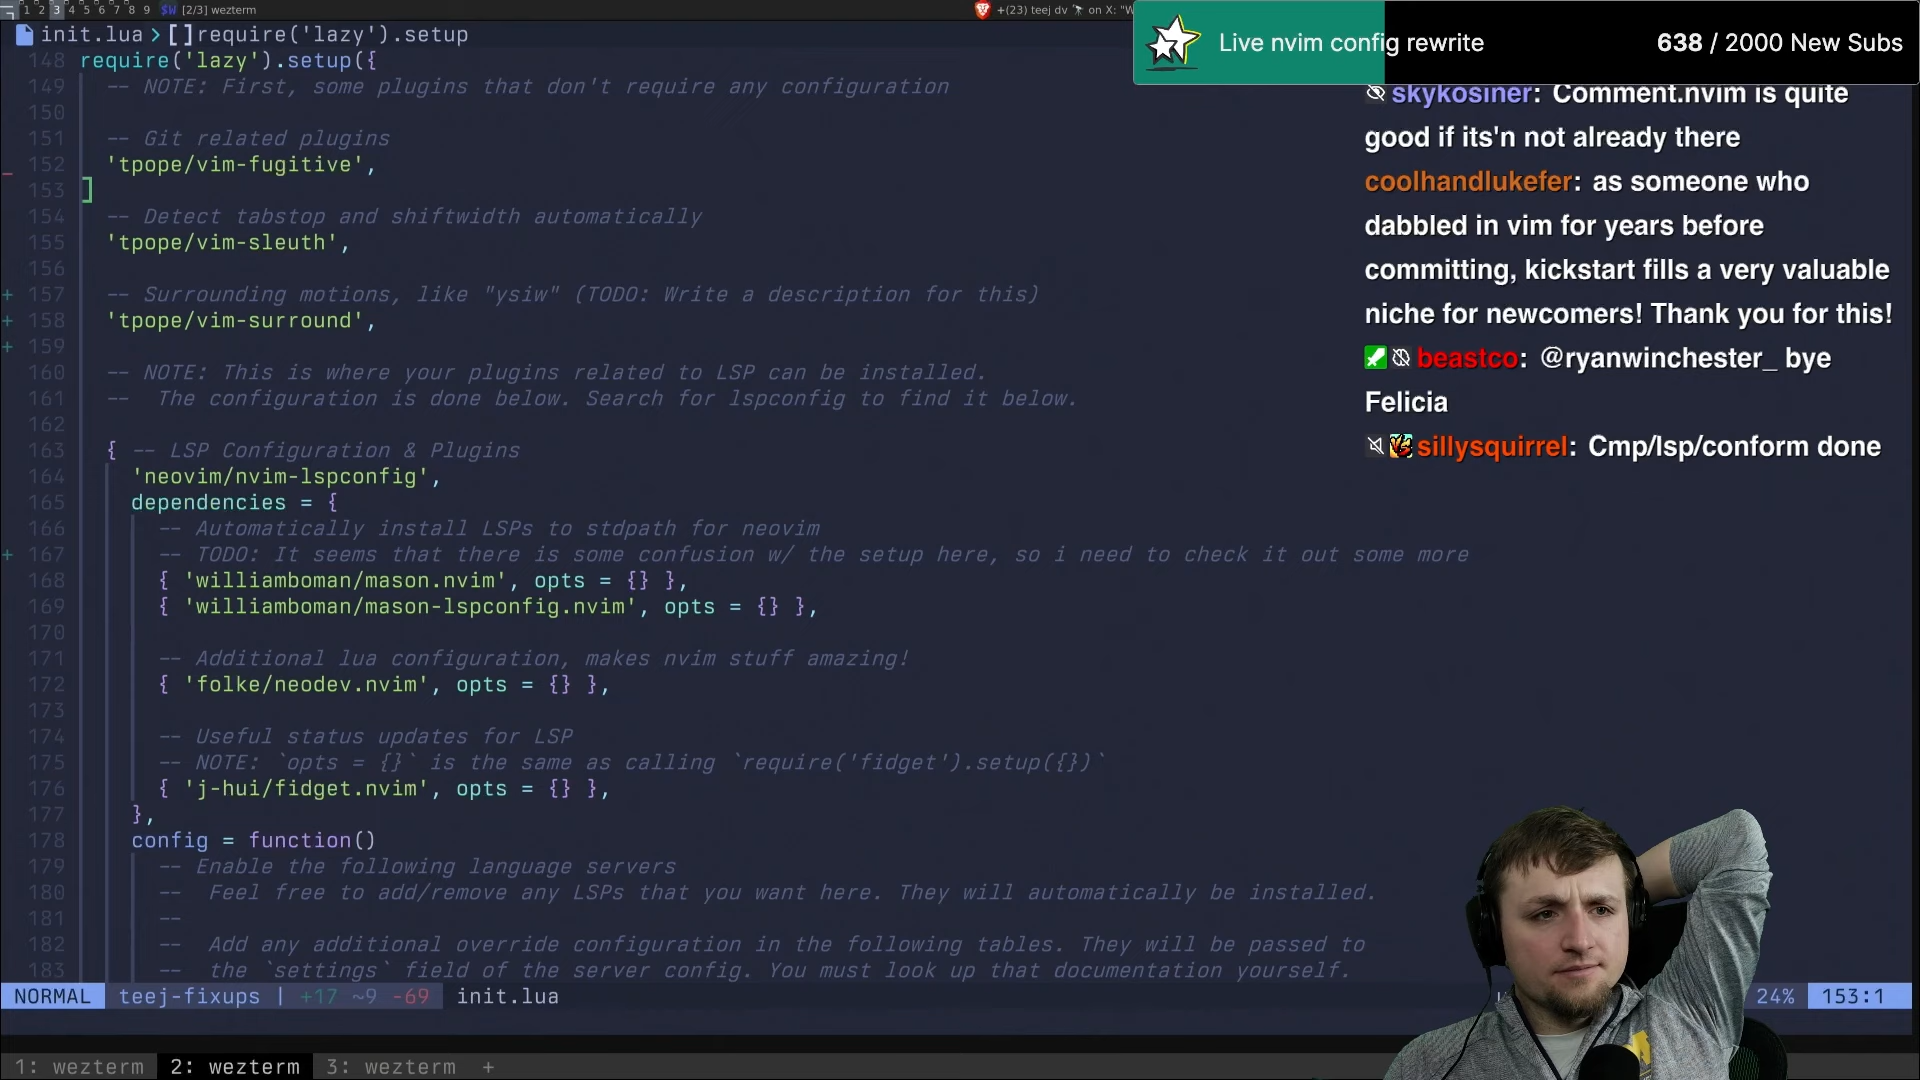 1 2 3 4 5 6 7 8 9 $W [2/3] wezterm
+(23) teej dv on X: "W
Live nvim config rewrite
638 / 2000 New Subs
init.lua > []require('lazy').setup
148 require('lazy').setup({
149 -- NOTE: First, some plugins that don't require any configuration
150
151 -- Git related plugins
152 'tpope/vim-fugitive',
153
154 -- Detect tabstop and shiftwidth automatically
155 'tpope/vim-sleuth',
156
157 -- Surrounding motions, like "ysiw" (TODO: Write a description for this)
158 'tpope/vim-surround',
159
160 -- NOTE: This is where your plugins related to LSP can be installed.
161 --  The configuration is done below. Search for lspconfig to find it below.
162
163 { -- LSP Configuration & Plugins
164 'neovim/nvim-lspconfig',
165 dependencies = {
166 -- Automatically install LSPs to stdpath for neovim
167 -- TODO: It seems that there is some confusion w/ the setup here, so i need to check it out some more
168 { 'williamboman/mason.nvim', opts = {} },
169 { 'williamboman/mason-lspconfig.nvim', opts = {} },
170
171 -- Additional lua configuration, makes nvim stuff amazing!
172 { 'folke/neodev.nvim', opts = {} },
173
174 -- Useful status updates for LSP
175 -- NOTE: `opts = {}` is the same as calling `require('fidget').setup({})`
176 { 'j-hui/fidget.nvim', opts = {} },
177 },
178 config = function()
179 -- Enable the following language servers
180 --  Feel free to add/remove any LSPs that you want here. They will automatically be installed.
181 --
182 --  Add any additional override configuration in the following tables. They will be passed to
183 --  the `settings` field of the server config. You must look up that documentation yourself.
NORMAL teej-fixups | +17 ~9 -69 init.lua
24% 153:1
1: wezterm 2: wezterm 3: wezterm +
skykosiner: Comment.nvim is quite
good if its'n not already there
coolhandlukefer: as someone who
dabbled in vim for years before
committing, kickstart fills a very valuable
niche for newcomers! Thank you for this!
beastco: @ryanwinchester_ bye
Felicia
sillysquirrel: Cmp/lsp/conform done